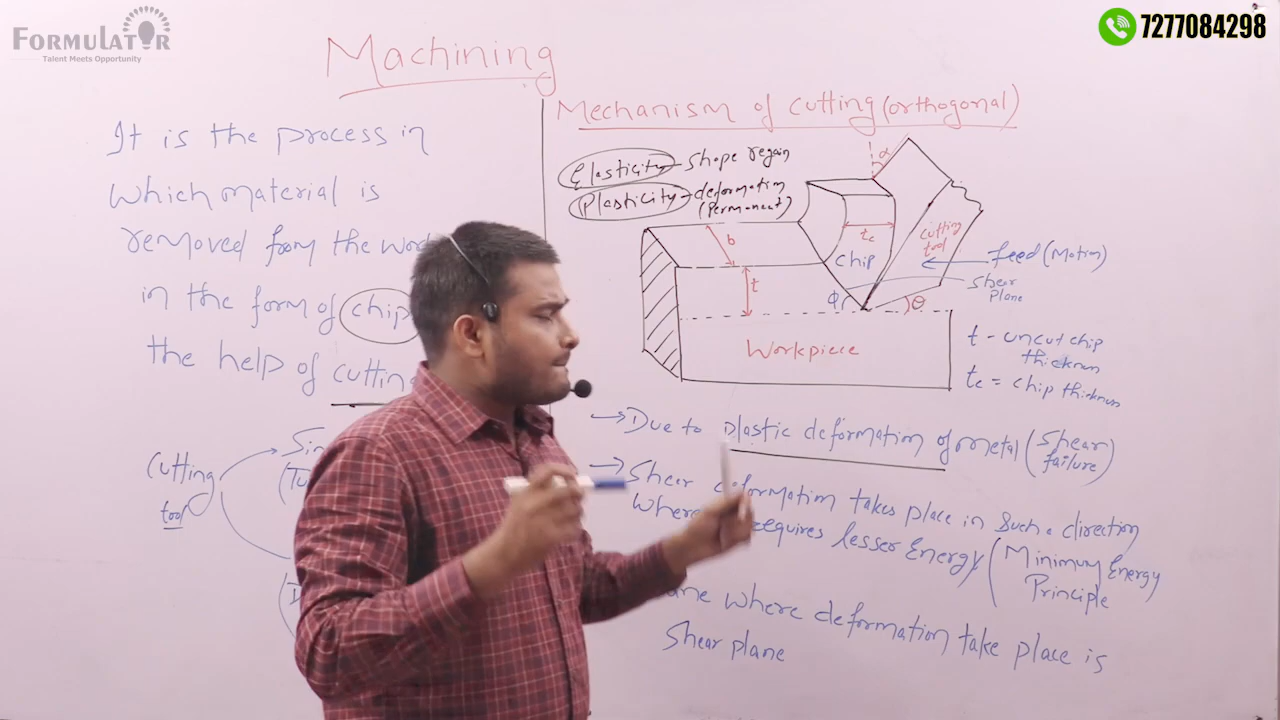 FORMULATOR
Talent Meets Opportunity
7277084298
Machining
It is the process in
which material is
removed from the
in the form of chip
the help of cutting
Cutting
tool
Mechanism of cutting (orthogonal)
Elasticity - Shape regain
Plasticity - deformation
(Permanent)
α
b
t
tc
chip
cutting
tool
feed (Motion)
Shear
Plane
φ
θ
Workpiece
t - uncut chip
thickness
tc = chip thickness
→ Due to plastic deformation of metal (Shear
failure)
→ Shear deformation takes place in such a direction
where requires lesser Energy (Minimum Energy
Principle
where deformation take place is
Shear plane